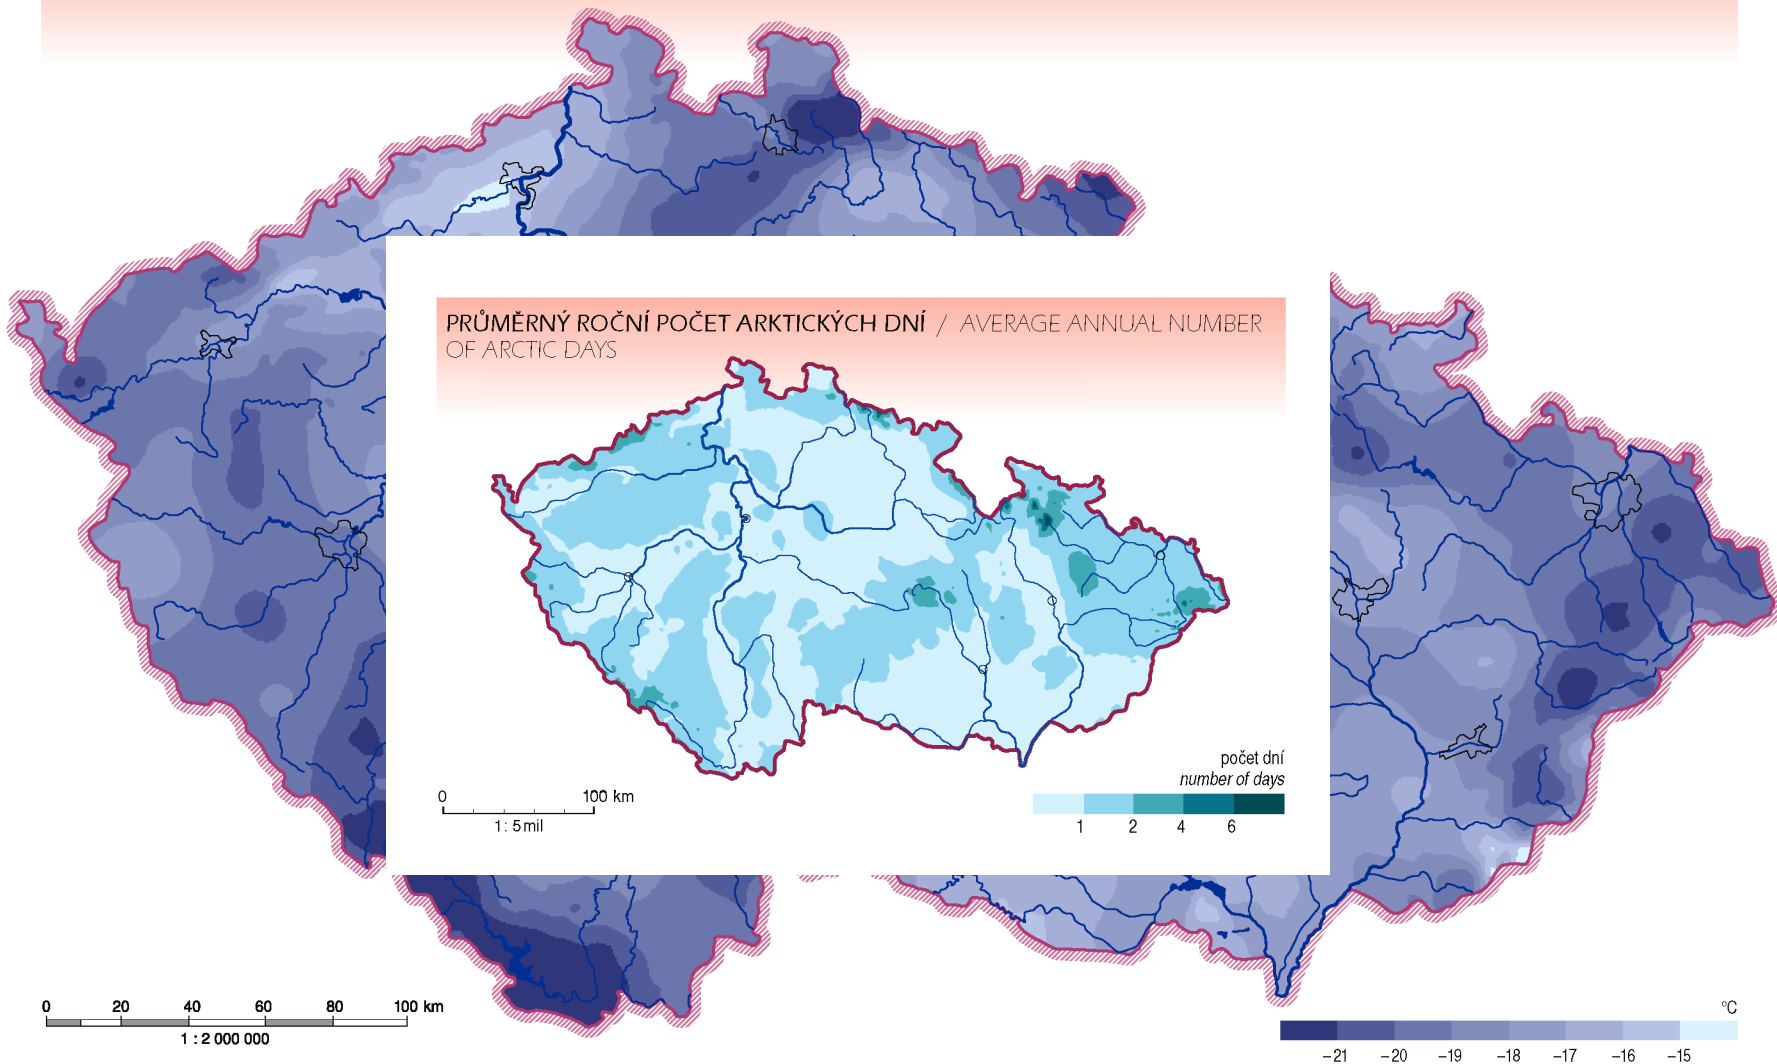 PRŮMĚRNÝ ROČNÍ POČET ARKTICKÝCH DNÍ / AVERAGE ANNUAL NUMBER
OF ARCTIC DAYS
počet dní
number of days
1 2 4 6
0 100 km
1 : 5 mil
0 20 40 60 80 100 km
1 : 2 000 000
°C
–21 –20 –19 –18 –17 –16 –15